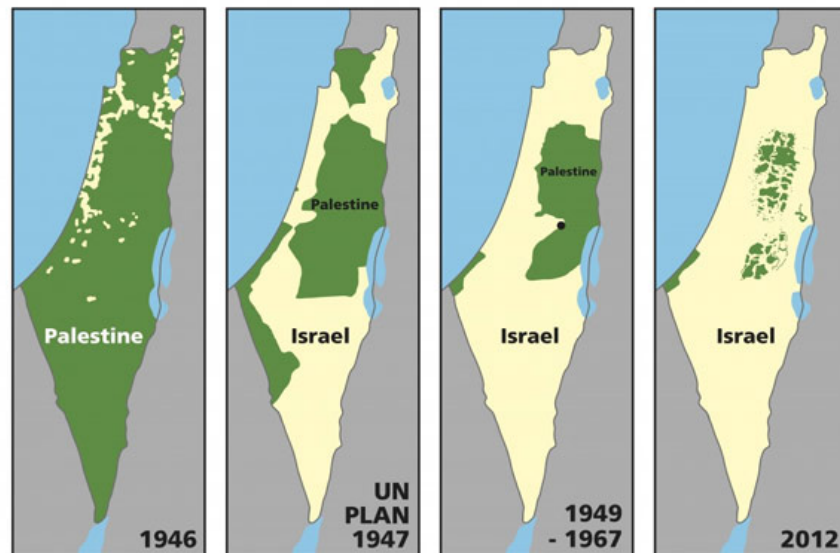 Palestine
1946
Palestine
Israel
UN
PLAN
1947
Palestine
Israel
1949
- 1967
Israel
2012